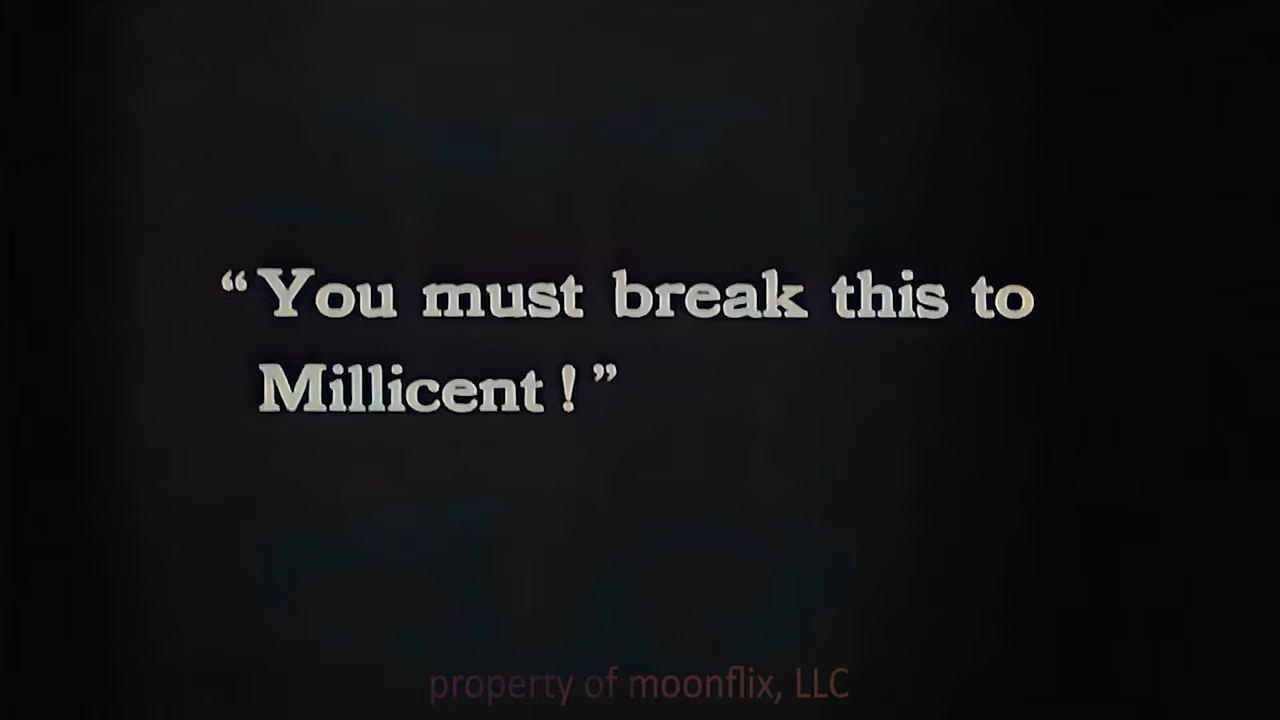 “You must break this to
Millicent!”
property of moonflix, LLC